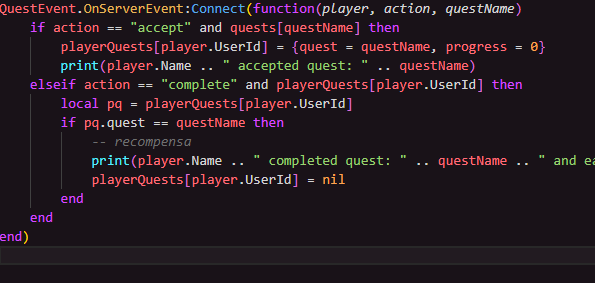 QuestEvent.OnServerEvent:Connect(function(player, action, questName)
    if action == "accept" and quests[questName] then
        playerQuests[player.UserId] = {quest = questName, progress = 0}
        print(player.Name .. " accepted quest: " .. questName)
    elseif action == "complete" and playerQuests[player.UserId] then
        local pq = playerQuests[player.UserId]
        if pq.quest == questName then
            -- recompensa
            print(player.Name .. " completed quest: " .. questName .. " and
            playerQuests[player.UserId] = nil
        end
    end
end)